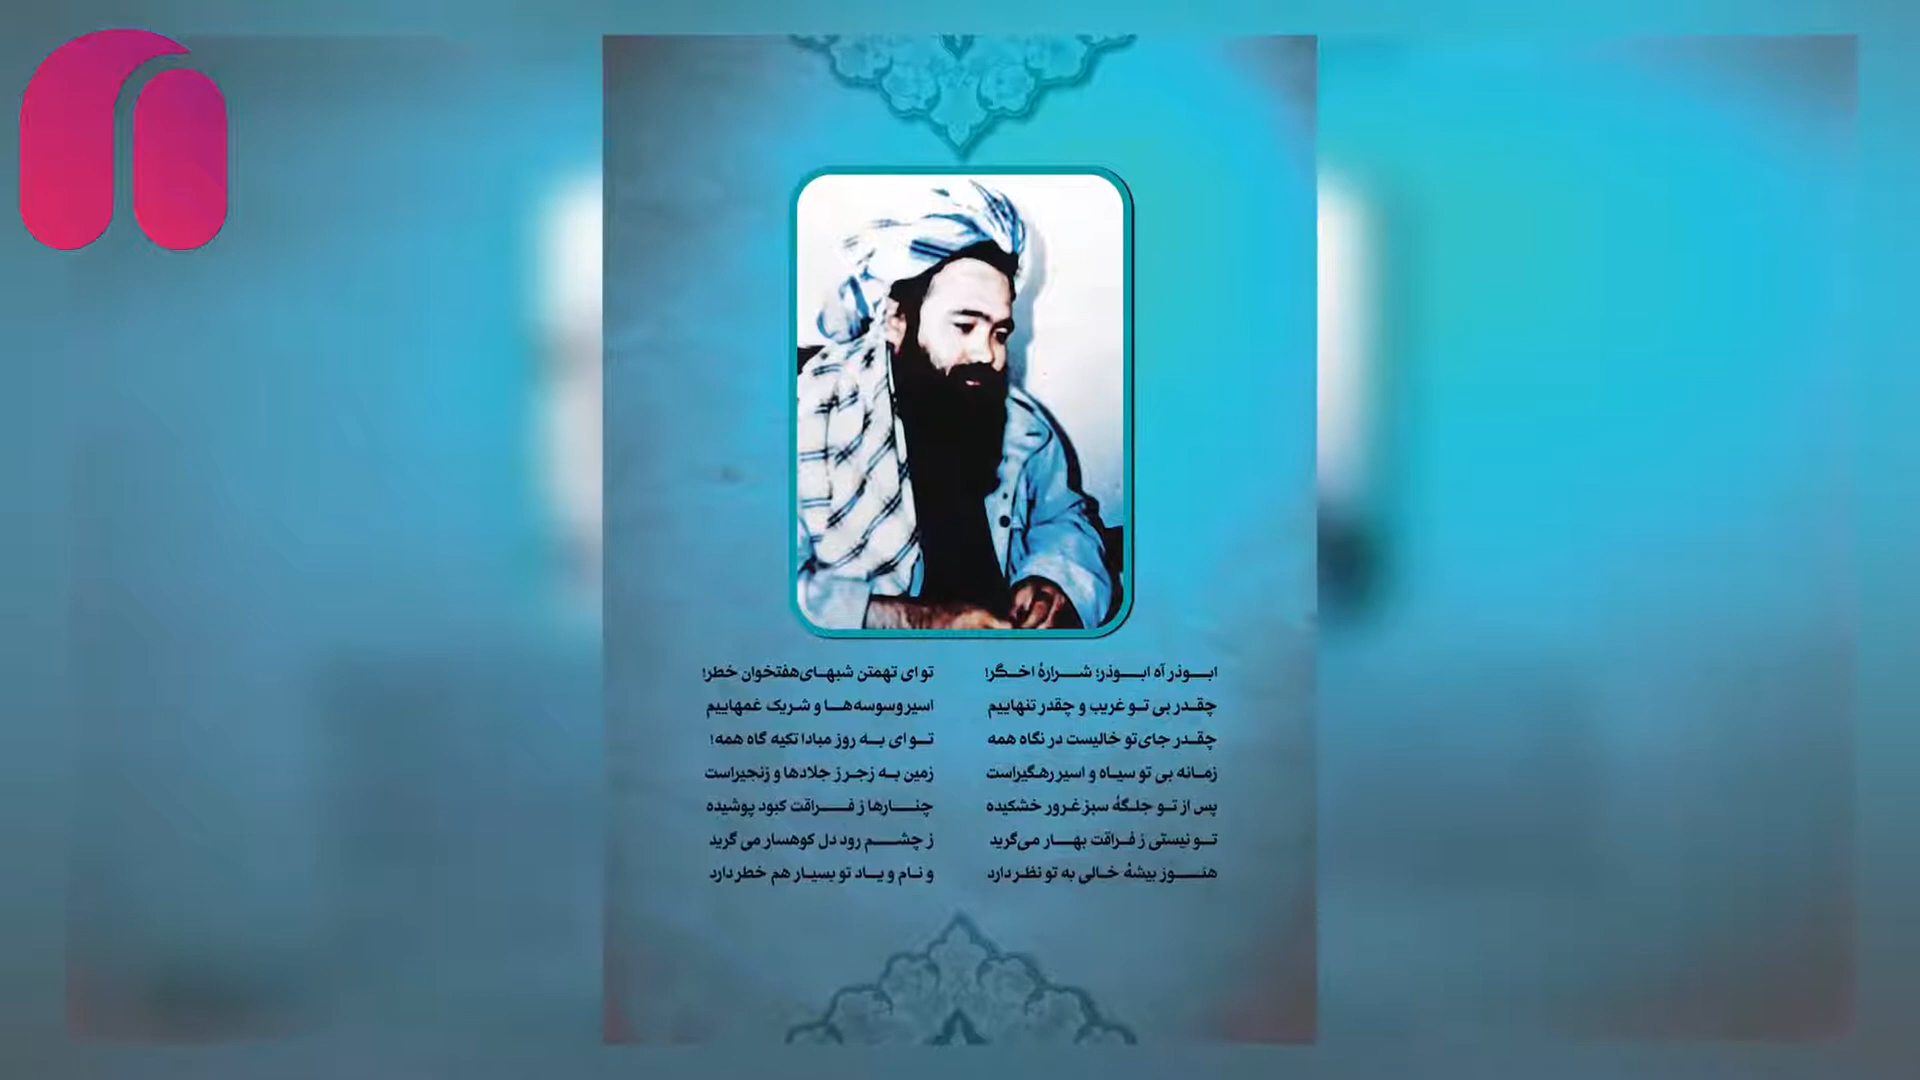 ابوذر آه ابوذر؛ شرارهٔ اخگر! تو ای تهمتن شبهای هفتخوان خطر!
چقدر بی تو غریب و چقدر تنهاییم اسیر وسوسه‌ها و شریک غمهاییم
چقدر جای تو خالیست در نگاه همه تو ای به روز مبادا تکیه گاه همه!
زمانه بی تو سیاه و اسیر رهگیراست زمین به زجر ز جلادها و زنجیراست
پس از تو جلگهٔ سبز غرور خشکیده چنارها ز فراقت کبود پوشیده
تو نیستی ز فراقت بهار می‌گرید ز چشم رود دل کوهسار می گرید
هنوز بیشهٔ خالی به تو نظر دارد و نام و یاد تو بسیار هم خطر دارد